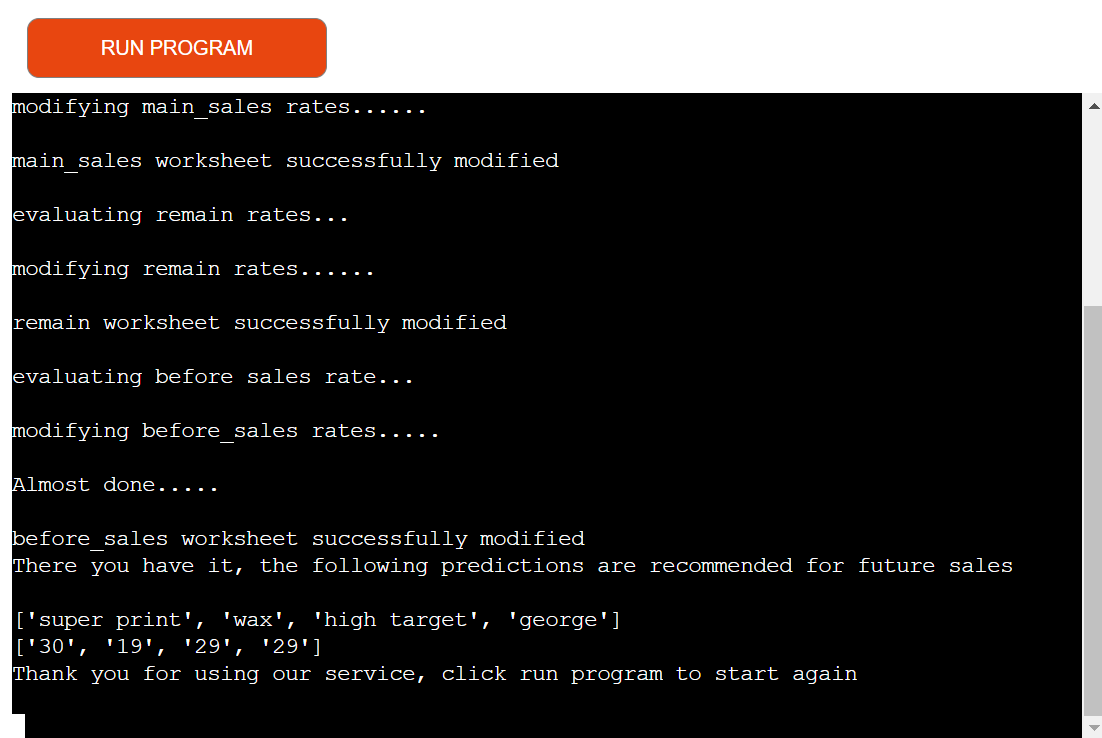 RUN PROGRAM
modifying main_sales rates......
main_sales worksheet successfully modified
evaluating remain rates...
modifying remain rates......
remain worksheet successfully modified
evaluating before sales rate...
modifying before_sales rates.....
Almost done.....
before_sales worksheet successfully modified
There you have it, the following predictions are recommended for future sales
['super print', 'wax', 'high target', 'george']
['30', '19', '29', '29']
Thank you for using our service, click run program to start again